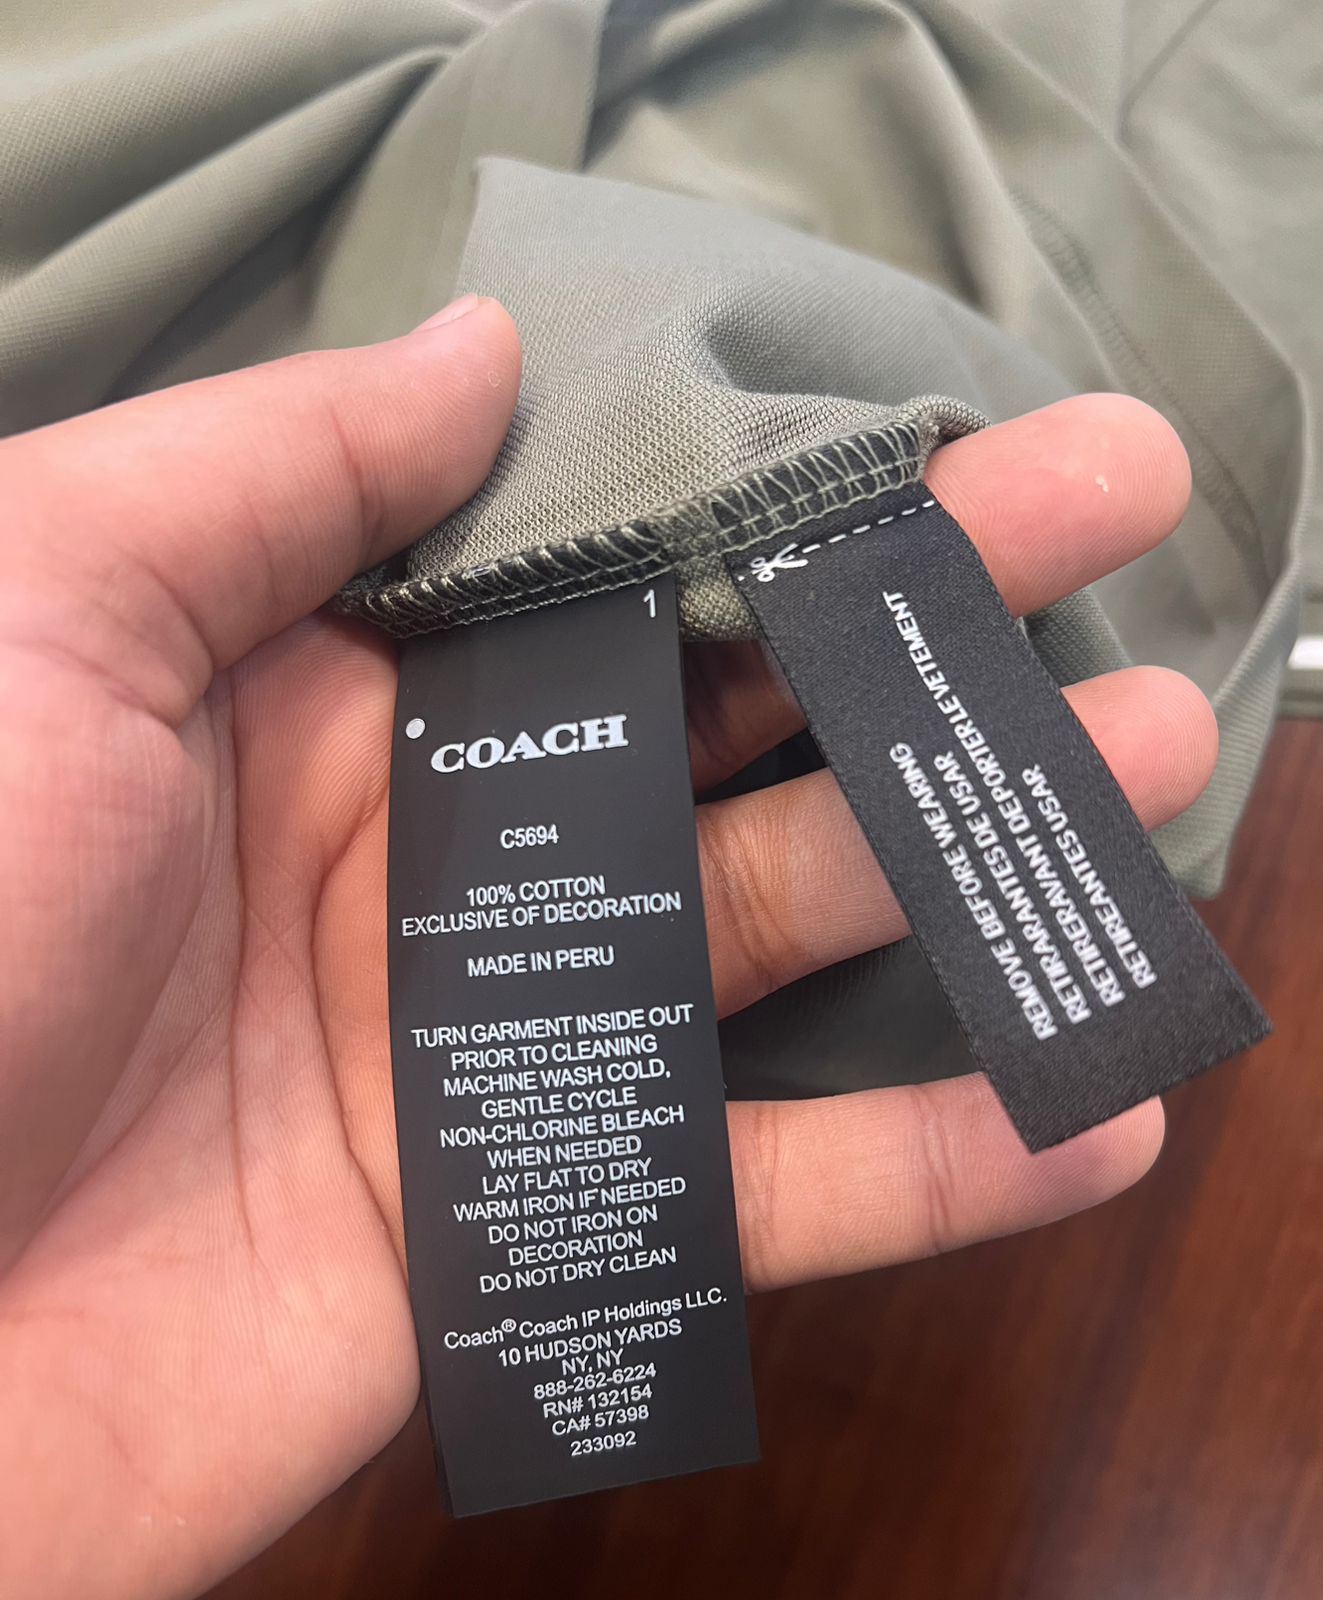 1
COACH
C5694
100% COTTON
EXCLUSIVE OF DECORATION
MADE IN PERU
TURN GARMENT INSIDE OUT
PRIOR TO CLEANING
MACHINE WASH COLD,
GENTLE CYCLE
NON-CHLORINE BLEACH
WHEN NEEDED
LAY FLAT TO DRY
WARM IRON IF NEEDED
DO NOT IRON ON
DECORATION
DO NOT DRY CLEAN
Coach® Coach IP Holdings LLC.
10 HUDSON YARDS
NY, NY
888-262-6224
RN# 132154
CA# 57398
233092
REMOVE BEFORE WEARING
RETIRAR ANTES DE USAR
RETIRER AVANT DE PORTER LE VETEMENT
RETIRE ANTES USAR